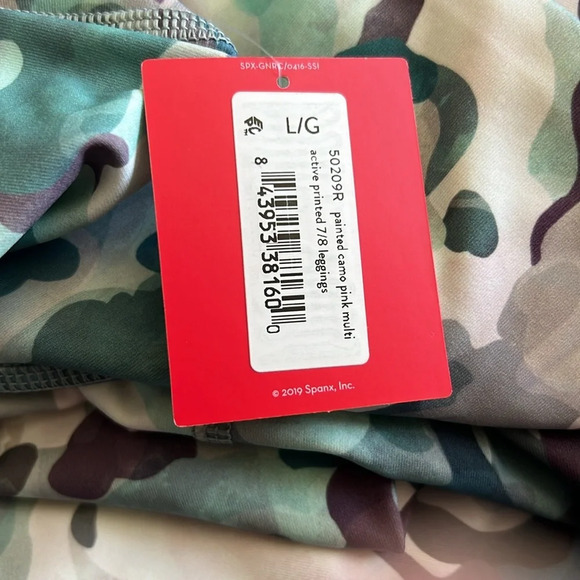 SPX-GNRC/0416-SS1
L/G
50209R painted camo pink multi
active printed 7/8 leggings
8 43953 38160 0
© 2019 Spanx, Inc.